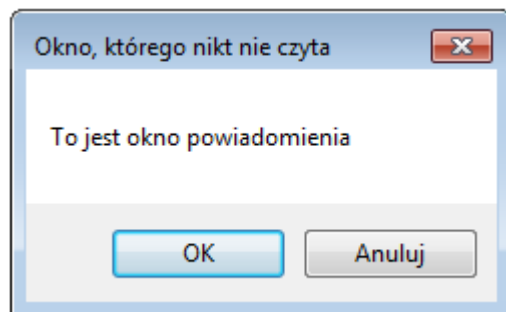 Okno, którego nikt nie czyta
To jest okno powiadomienia
OK
Anuluj